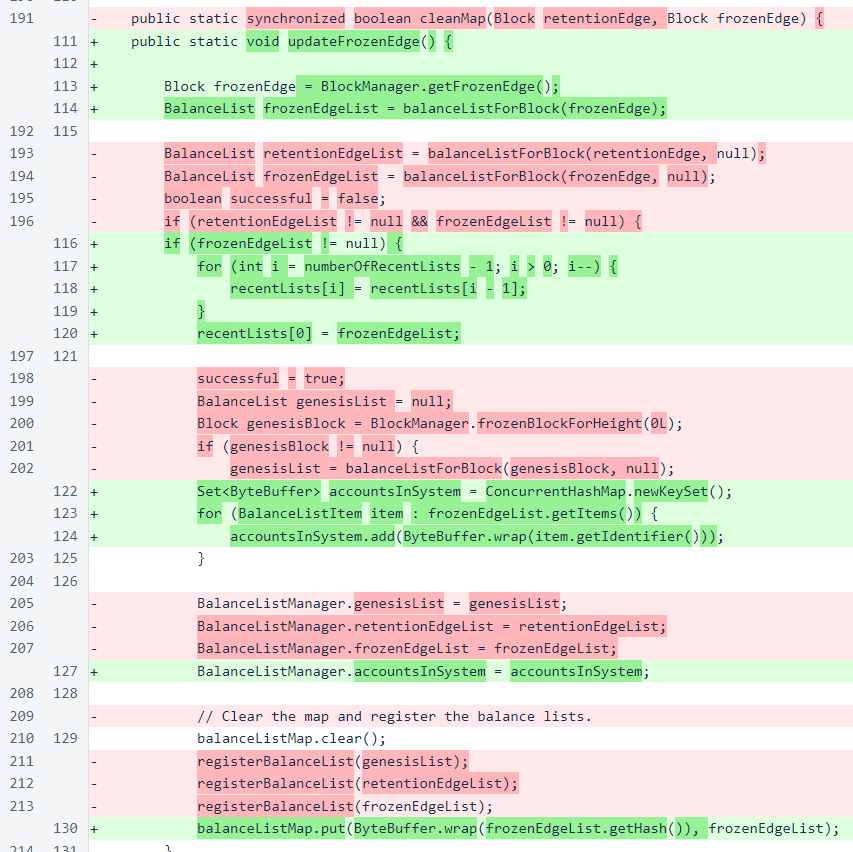 191 - public static synchronized boolean cleanMap(Block retentionEdge, Block frozenEdge) {
111 + public static void updateFrozenEdge() {
112 +
113 + Block frozenEdge = BlockManager.getFrozenEdge();
114 + BalanceList frozenEdgeList = balanceListForBlock(frozenEdge);
192 115
193 - BalanceList retentionEdgeList = balanceListForBlock(retentionEdge, null);
194 - BalanceList frozenEdgeList = balanceListForBlock(frozenEdge, null);
195 - boolean successful = false;
196 - if (retentionEdgeList != null && frozenEdgeList != null) {
116 + if (frozenEdgeList != null) {
117 + for (int i = numberOfRecentLists - 1; i > 0; i--) {
118 + recentLists[i] = recentLists[i - 1];
119 + }
120 + recentLists[0] = frozenEdgeList;
197 121
198 - successful = true;
199 - BalanceList genesisList = null;
200 - Block genesisBlock = BlockManager.frozenBlockForHeight(0L);
201 - if (genesisBlock != null) {
202 - genesisList = balanceListForBlock(genesisBlock, null);
122 + Set<ByteBuffer> accountsInSystem = ConcurrentHashMap.newKeySet();
123 + for (BalanceListItem item : frozenEdgeList.getItems()) {
124 + accountsInSystem.add(ByteBuffer.wrap(item.getIdentifier()));
203 125 }
204 126
205 - BalanceListManager.genesisList = genesisList;
206 - BalanceListManager.retentionEdgeList = retentionEdgeList;
207 - BalanceListManager.frozenEdgeList = frozenEdgeList;
127 + BalanceListManager.accountsInSystem = accountsInSystem;
208 128
209 - // Clear the map and register the balance lists.
210 129 balanceListMap.clear();
211 - registerBalanceList(genesisList);
212 - registerBalanceList(retentionEdgeList);
213 - registerBalanceList(frozenEdgeList);
130 + balanceListMap.put(ByteBuffer.wrap(frozenEdgeList.getHash()), frozenEdgeList);
214 131 }